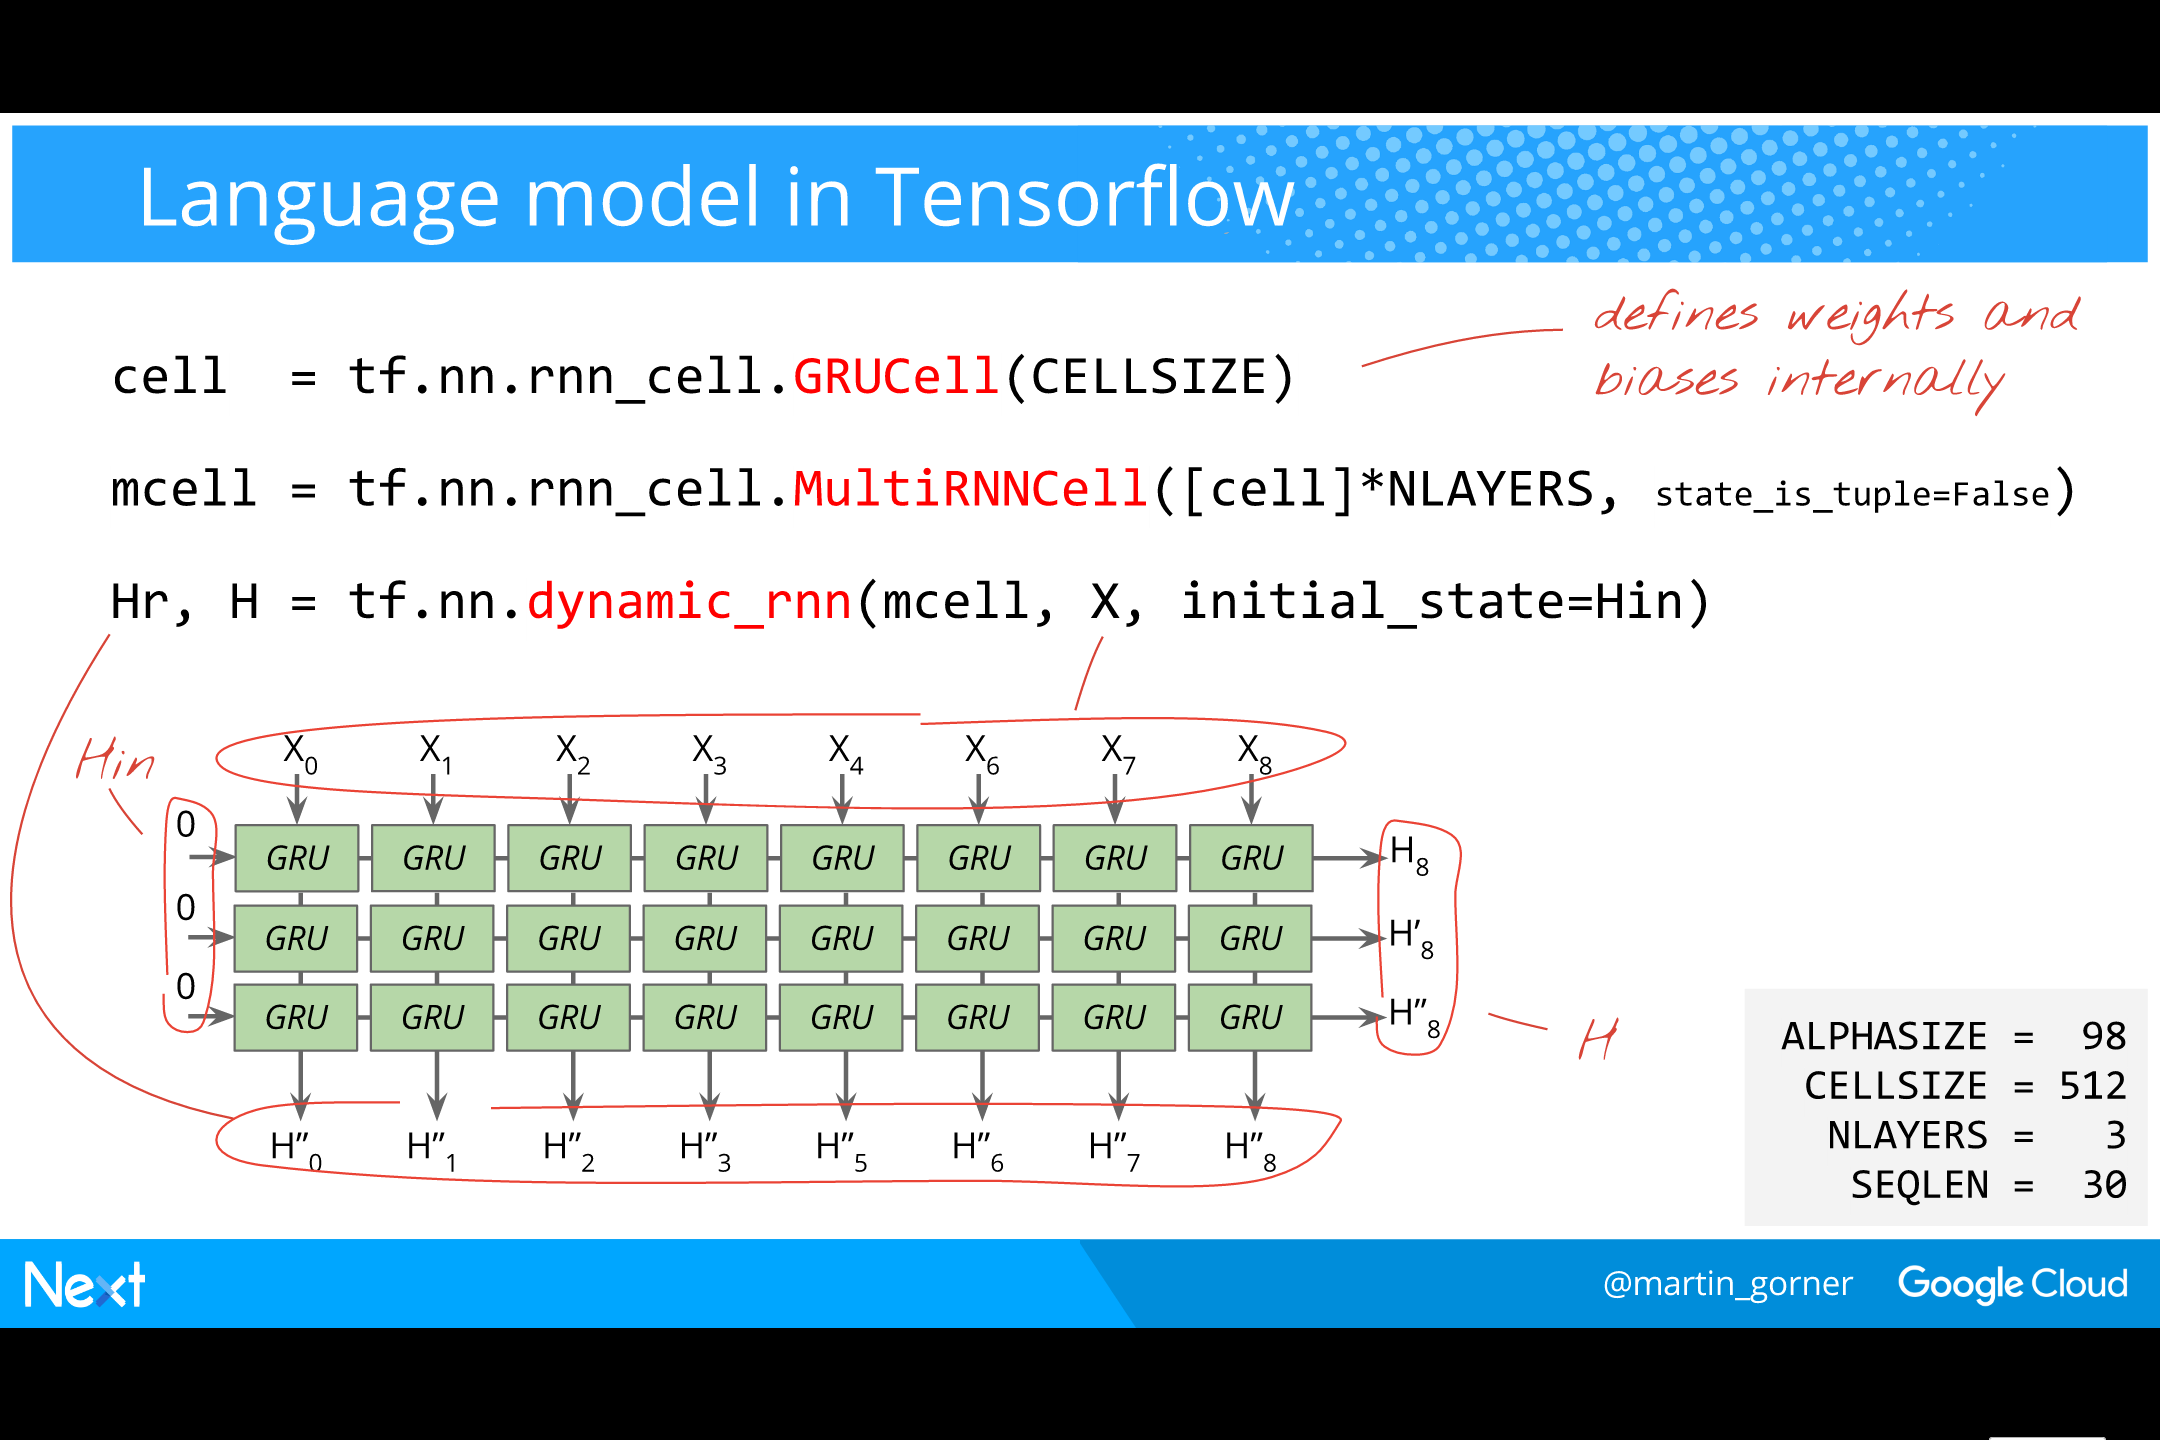 Language model in Tensorflow
defines weights and
biases internally
cell = tf.nn.rnn_cell.GRUCell(CELLSIZE)
mcell = tf.nn.rnn_cell.MultiRNNCell([cell]*NLAYERS, state_is_tuple=False)
Hr, H = tf.nn.dynamic_rnn(mcell, X, initial_state=Hin)
Hin
X0 X1 X2 X3 X4 X6 X7 X8
0 GRU GRU GRU GRU GRU GRU GRU GRU H8
0 GRU GRU GRU GRU GRU GRU GRU GRU H’8
0 GRU GRU GRU GRU GRU GRU GRU GRU H”8
H
H”0 H”1 H”2 H”3 H”5 H”6 H”7 H”8
ALPHASIZE = 98
CELLSIZE = 512
NLAYERS = 3
SEQLEN = 30
Next @martin_gorner Google Cloud